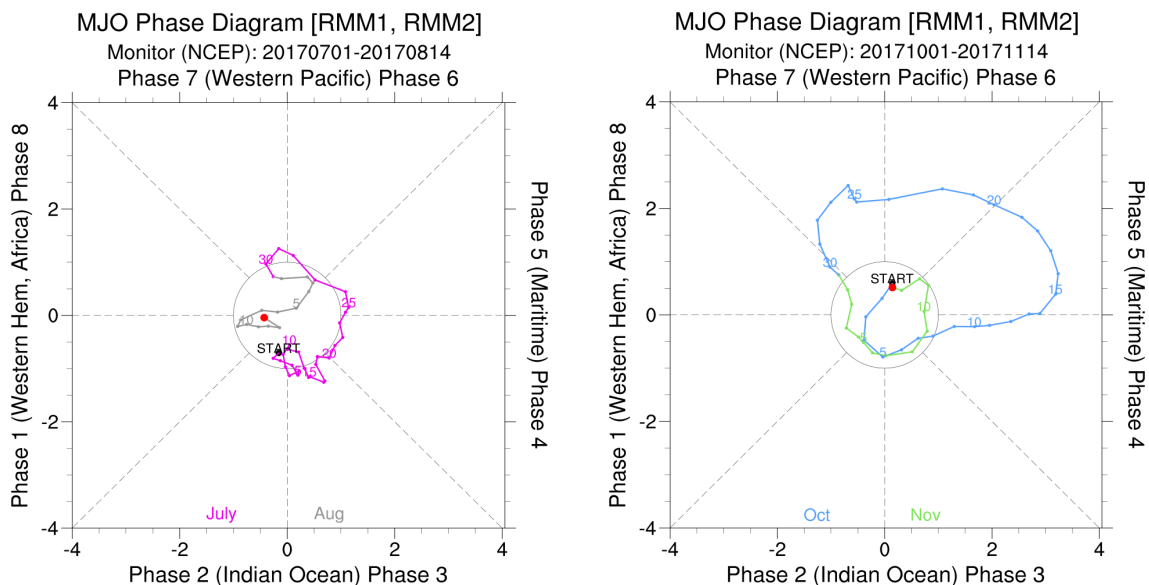 MJO Phase Diagram [RMM1, RMM2]
Monitor (NCEP): 20170701-20170814
Phase 7 (Western Pacific) Phase 6
Phase 1 (Western Hem, Africa) Phase 8
4
2
0
-2
-4
-4
-2
0
2
4
30
25
5
10
10
START
20
5
15
July
Aug
Phase 5 (Maritime) Phase 4
Phase 2 (Indian Ocean) Phase 3
MJO Phase Diagram [RMM1, RMM2]
Monitor (NCEP): 20171001-20171114
Phase 7 (Western Pacific) Phase 6
Phase 1 (Western Hem, Africa) Phase 8
4
2
0
-2
-4
-4
-2
0
2
4
25
20
30
START
15
10
10
5
5
Oct
Nov
Phase 5 (Maritime) Phase 4
Phase 2 (Indian Ocean) Phase 3